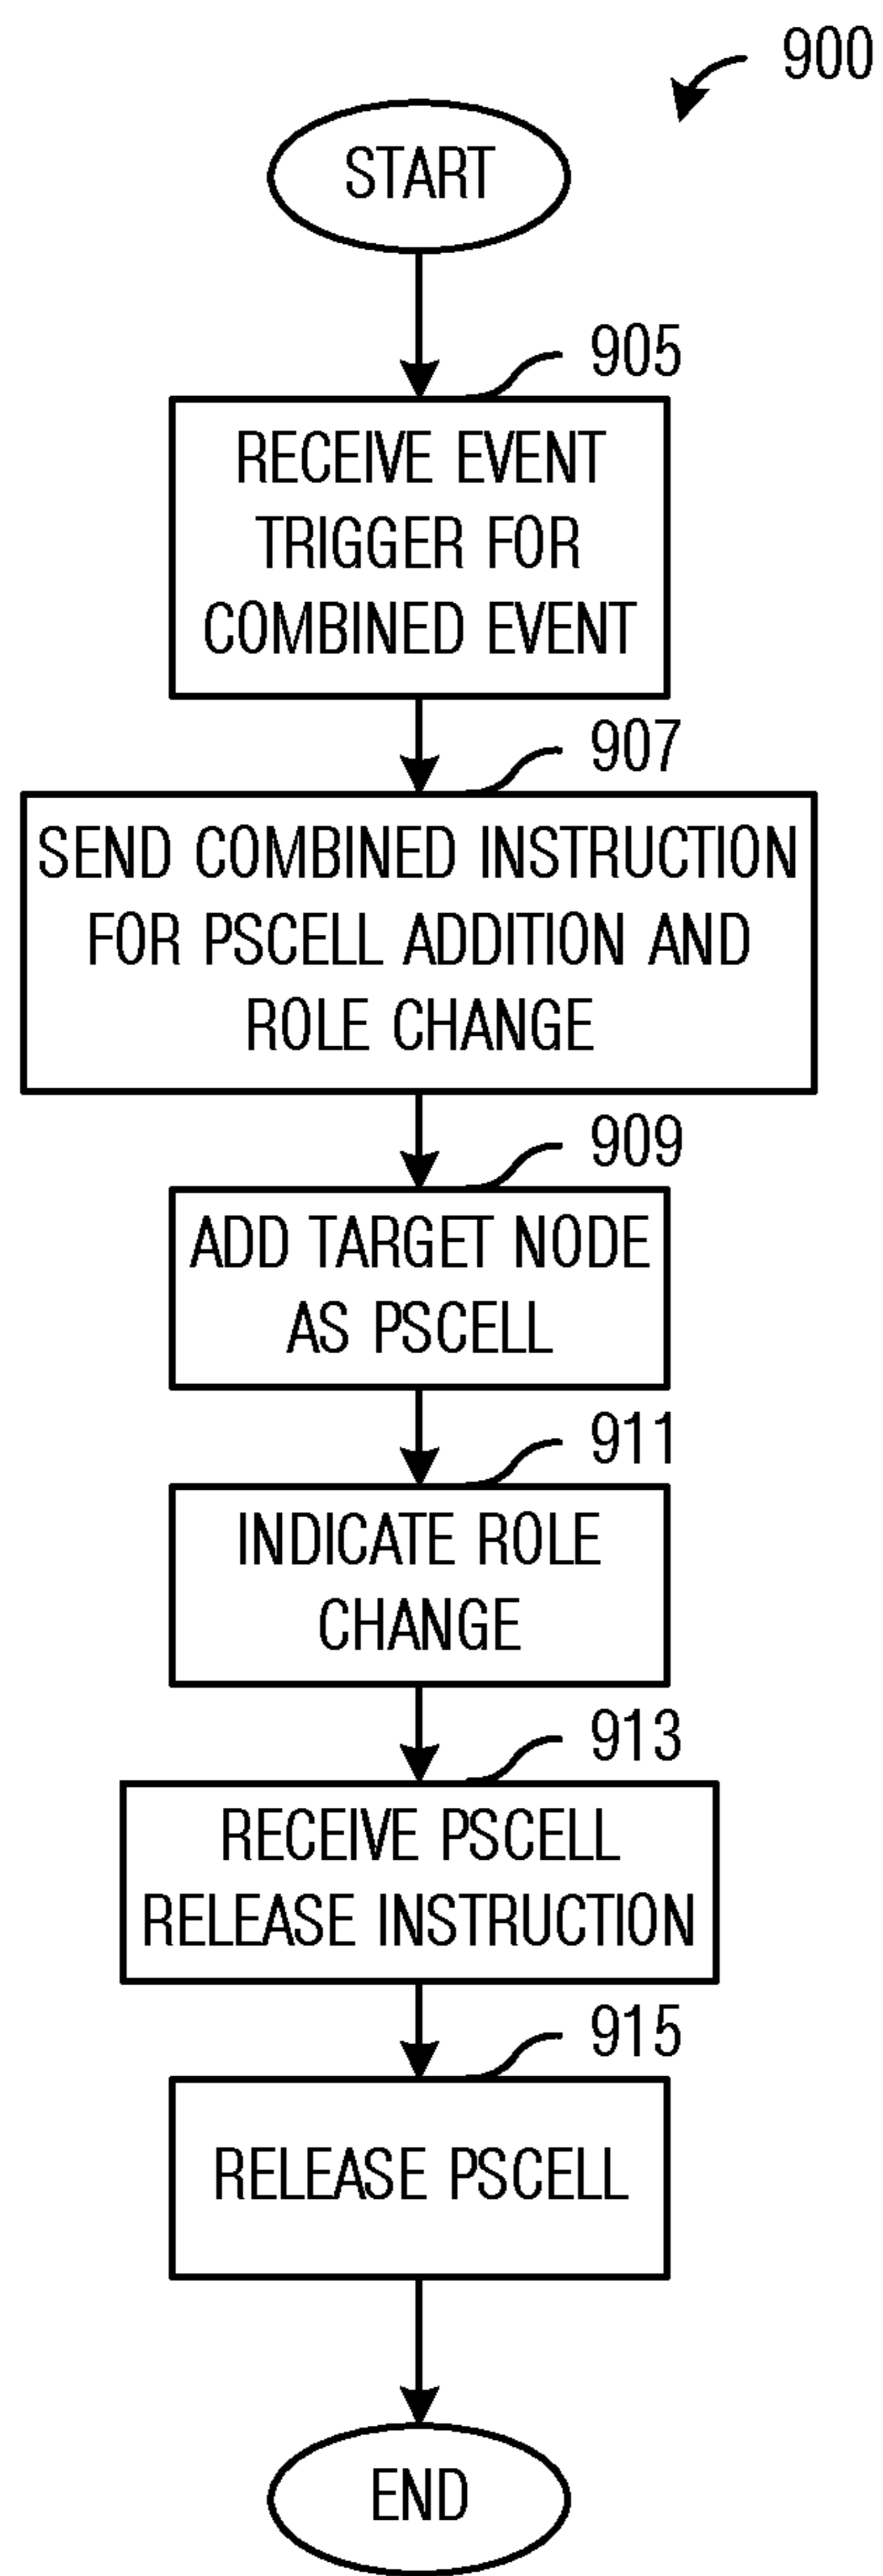 900
START
905
RECEIVE EVENT
TRIGGER FOR
COMBINED EVENT
907
SEND COMBINED INSTRUCTION
FOR PSCELL ADDITION AND
ROLE CHANGE
909
ADD TARGET NODE
AS PSCELL
911
INDICATE ROLE
CHANGE
913
RECEIVE PSCELL
RELEASE INSTRUCTION
915
RELEASE PSCELL
END